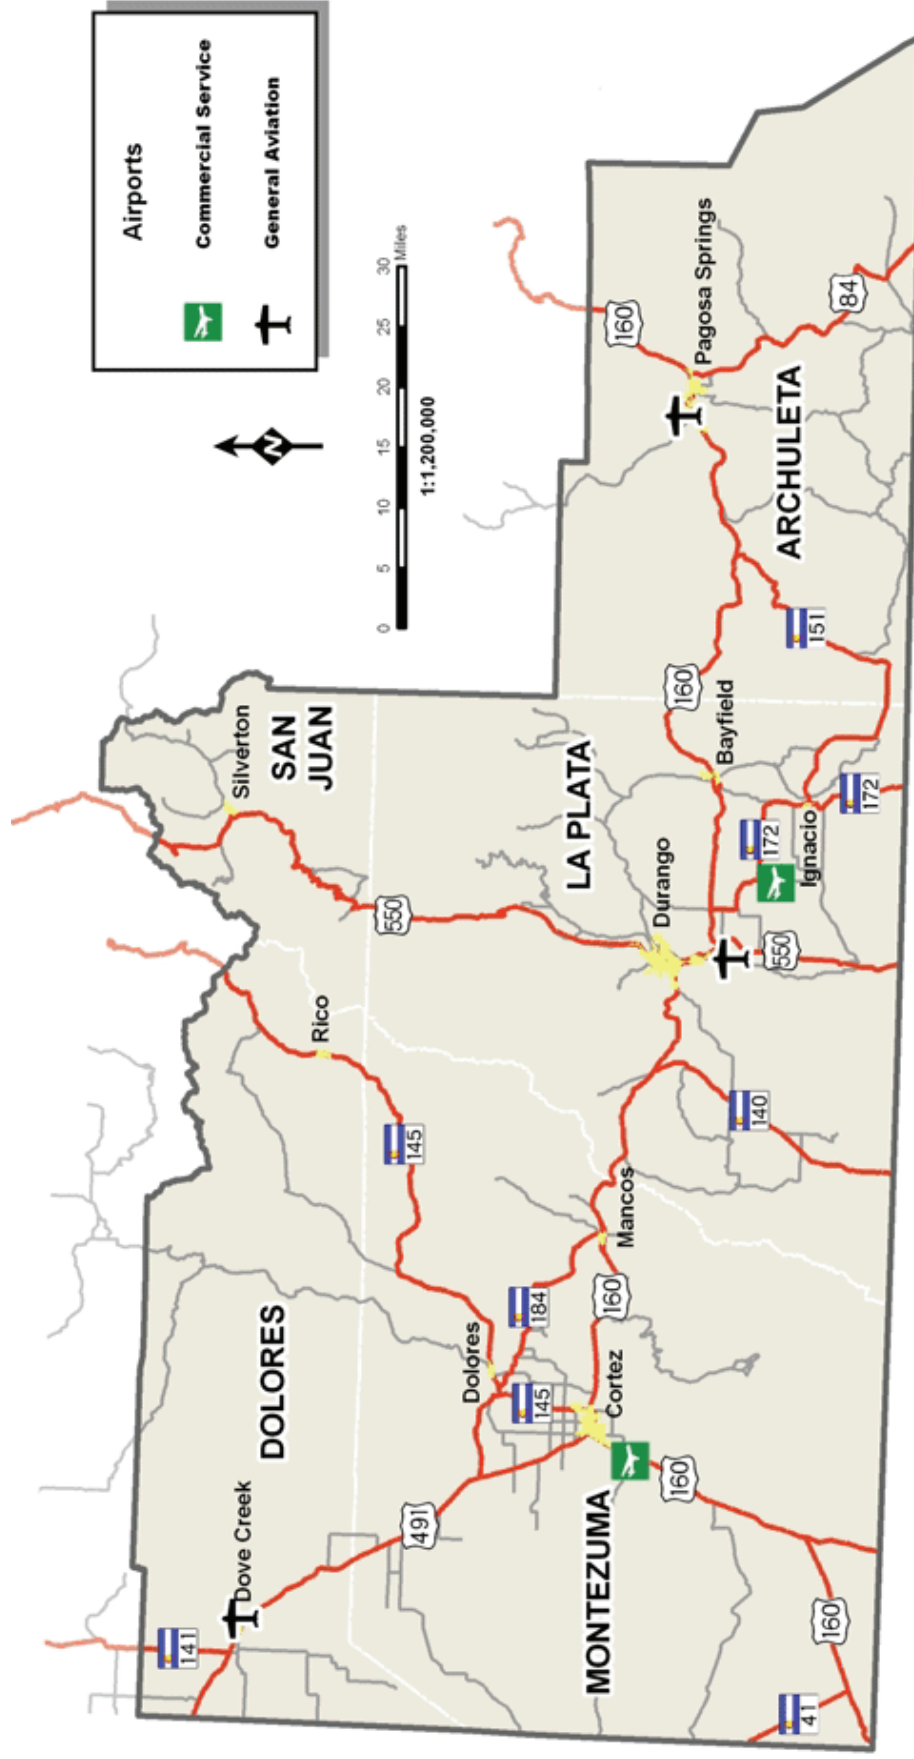 Airports
Commercial Service
General Aviation
N
0 5 10 15 20 25 30 Miles
1:1,200,000
141
Dove Creek
DOLORES
491
Rico
145
Silverton
SAN
JUAN
550
Dolores
184
145
Cortez
160
Mancos
MONTEZUMA
160
160
41
LA PLATA
Durango
140
550
160
Bayfield
172
Ignacio
172
151
160
Pagosa Springs
ARCHULETA
84